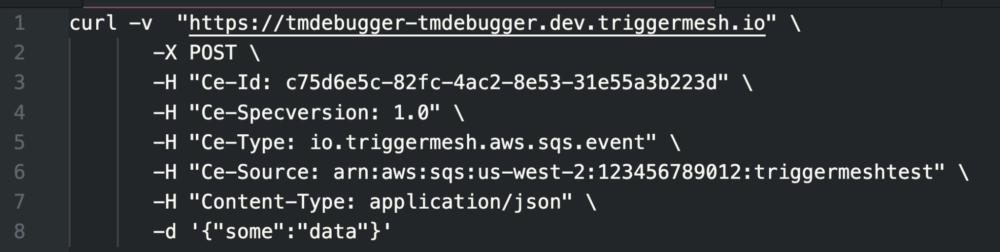 1 curl -v  "https://tmdebugger-tmdebugger.dev.triggermesh.io" \
2        -X POST \
3        -H "Ce-Id: c75d6e5c-82fc-4ac2-8e53-31e55a3b223d" \
4        -H "Ce-Specversion: 1.0" \
5        -H "Ce-Type: io.triggermesh.aws.sqs.event" \
6        -H "Ce-Source: arn:aws:sqs:us-west-2:123456789012:triggermeshtest" \
7        -H "Content-Type: application/json" \
8        -d '{"some":"data"}'